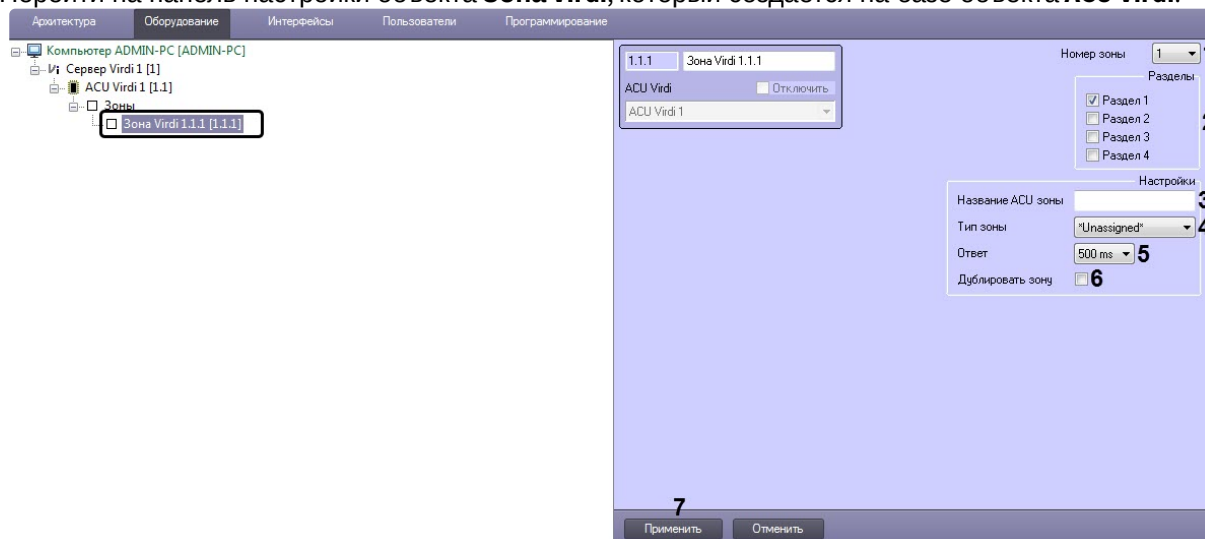 Перейти на панель настройки объекта Зона Virdi, который создается на базе объекта ACU Virdi.
Архитектура Оборудование Интерфейсы Пользователи Программирование
Компьютер ADMIN-PC [ADMIN-PC]
Сервер Virdi 1 [1]
ACU Virdi 1 [1.1]
Зоны
Зона Virdi 1.1.1 [1.1.1]
1.1.1 Зона Virdi 1.1.1
ACU Virdi Отключить
ACU Virdi 1
Номер зоны 1
Разделы
Раздел 1
Раздел 2
2
Раздел 3
Раздел 4
Настройки
Название ACU зоны 3
Тип зоны *Unassigned* 4
Ответ 500 ms 5
Дублировать зону 6
7
Применить Отменить